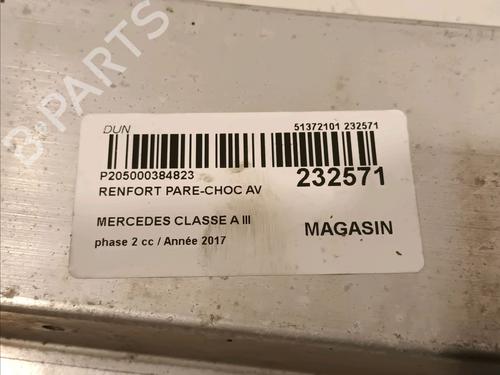 B-PARTS
DUN
51372101 232571
P205000384823
RENFORT PARE-CHOC AV
232571
MERCEDES CLASSE A III
MAGASIN
phase 2 cc / Année 2017